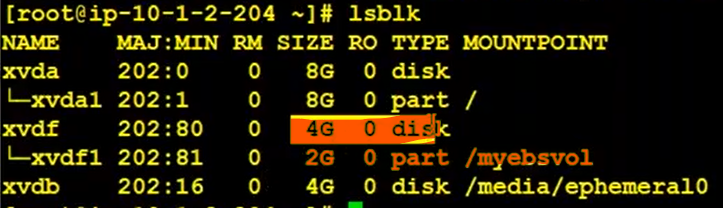 [root@ip-10-1-2-204 ~]# lsblk
NAME MAJ:MIN RM SIZE RO TYPE MOUNTPOINT
xvda 202:0 0 8G 0 disk
└─xvda1 202:1 0 8G 0 part /
xvdf 202:80 0 4G 0 disk
└─xvdf1 202:81 0 2G 0 part /myebsvol
xvdb 202:16 0 4G 0 disk /media/ephemeral0